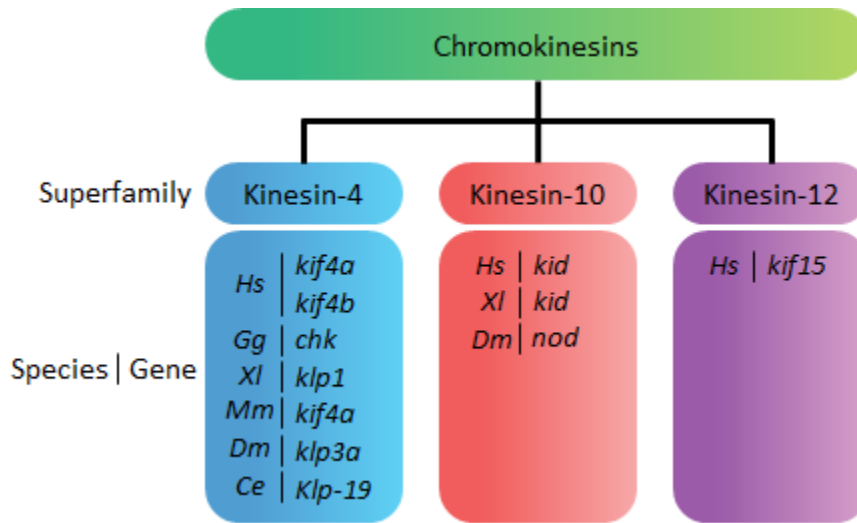 Chromokinesins
Superfamily
Kinesin-4
Kinesin-10
Kinesin-12
Species | Gene
Hs | kif4a
kif4b
Gg | chk
Xl | klp1
Mm | kif4a
Dm | klp3a
Ce | Klp-19
Hs | kid
Xl | kid
Dm | nod
Hs | kif15